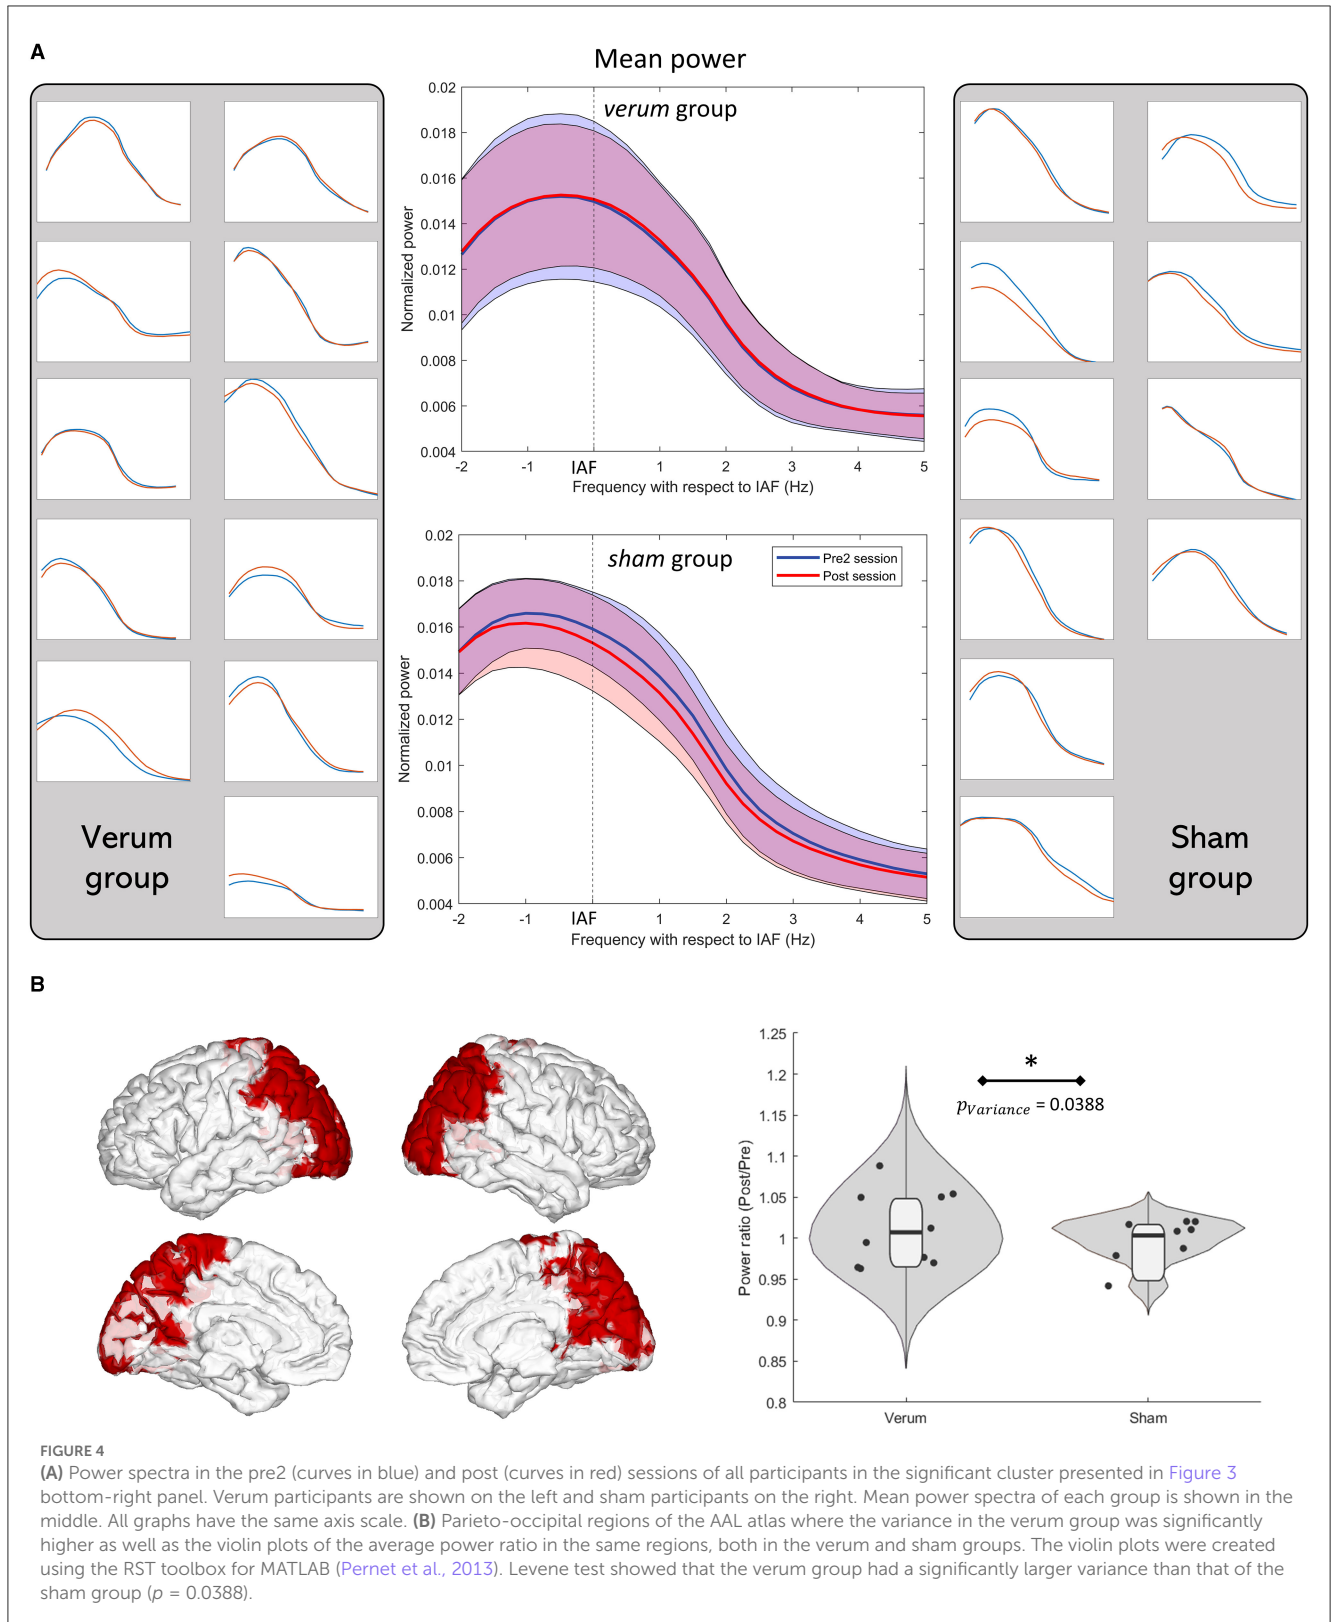 A
Mean power
verum group
0.02
0.018
0.016
0.014
0.012
0.01
0.008
0.006
0.004
Normalized power
-2 -1 IAF 1 2 3 4 5
Frequency with respect to IAF (Hz)
sham group
Pre2 session
Post session
0.02
0.018
0.016
0.014
0.012
0.01
0.008
0.006
0.004
Normalized power
-2 -1 IAF 1 2 3 4 5
Frequency with respect to IAF (Hz)
Verum
group
Sham
group
B
1.25
1.2
1.15
1.1
1.05
1
0.95
0.9
0.85
0.8
Power ratio (Post/Pre)
*
pVariance = 0.0388
Verum Sham
FIGURE 4
(A) Power spectra in the pre2 (curves in blue) and post (curves in red) sessions of all participants in the significant cluster presented in Figure 3
bottom-right panel. Verum participants are shown on the left and sham participants on the right. Mean power spectra of each group is shown in the
middle. All graphs have the same axis scale. (B) Parieto-occipital regions of the AAL atlas where the variance in the verum group was significantly
higher as well as the violin plots of the average power ratio in the same regions, both in the verum and sham groups. The violin plots were created
using the RST toolbox for MATLAB (Pernet et al., 2013). Levene test showed that the verum group had a significantly larger variance than that of the
sham group (p = 0.0388).